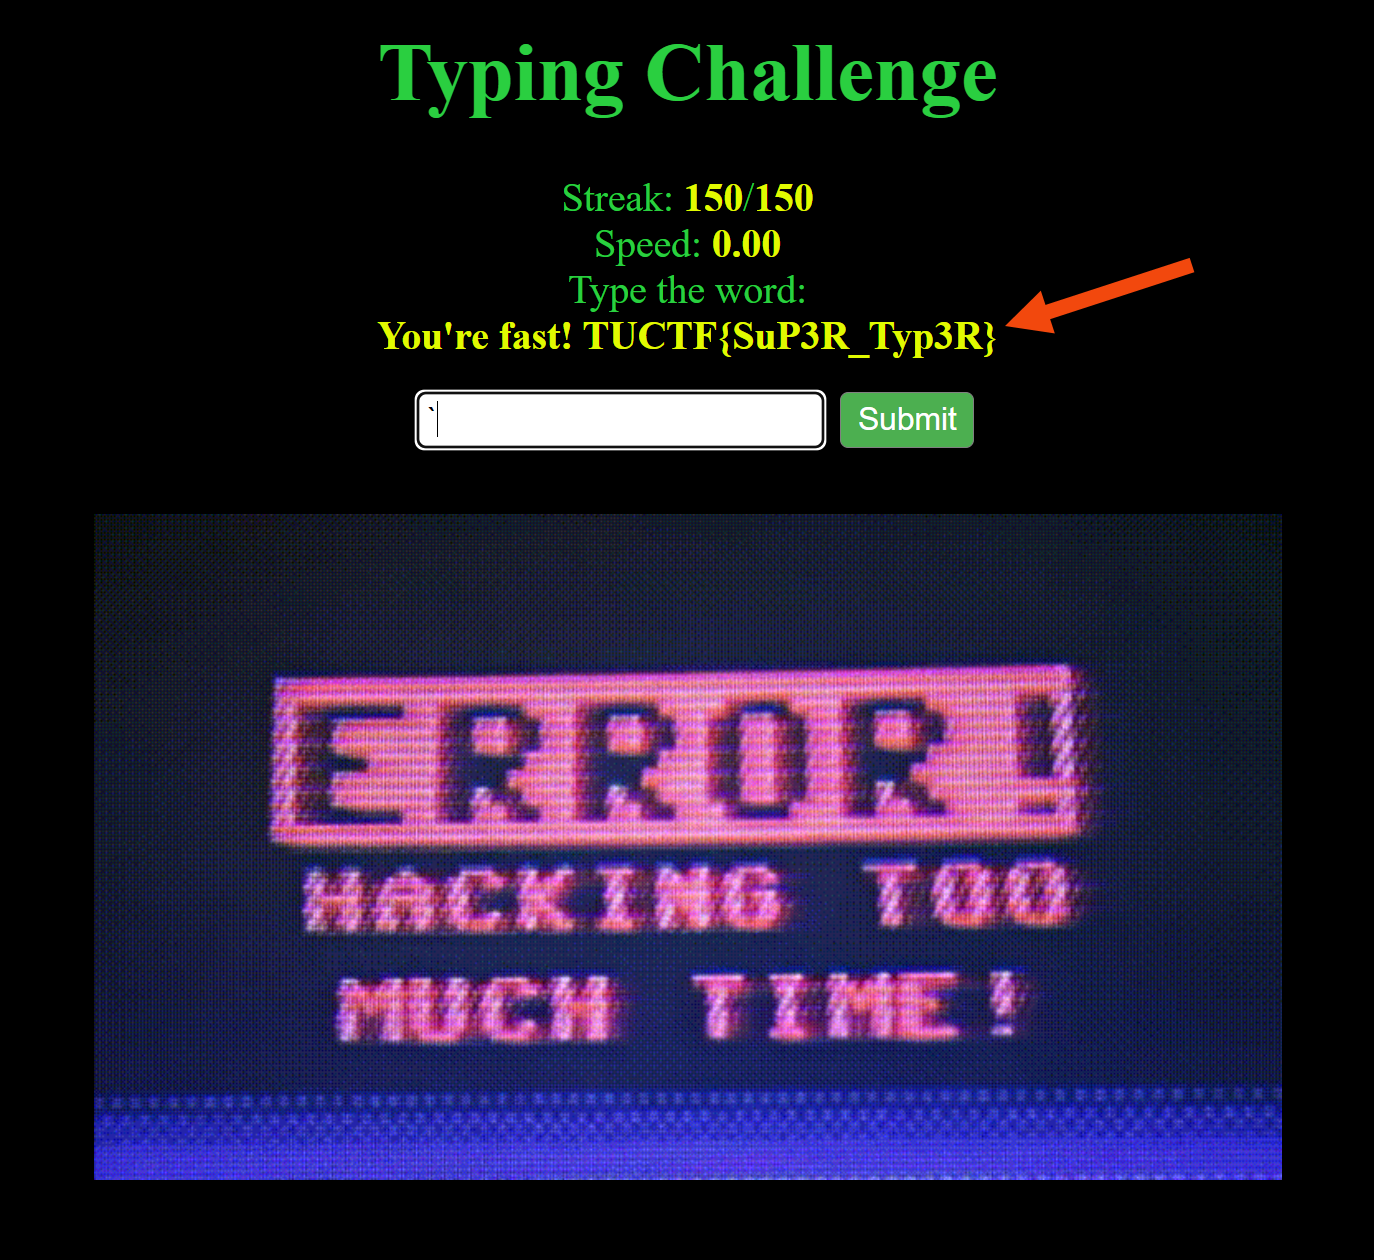 Typing Challenge
Streak: 150/150
Speed: 0.00
Type the word:
You're fast! TUCTF{SuP3R_Typ3R}
`
Submit
ERROR!
HACKING TOO
MUCH TIME!